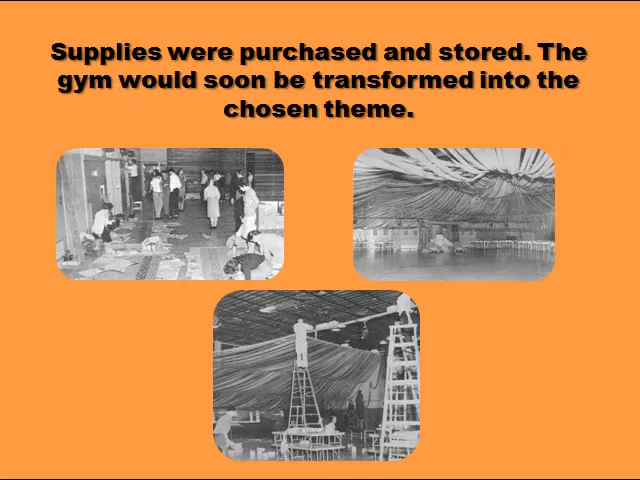 Supplies were purchased and stored. The
gym would soon be transformed into the
chosen theme.